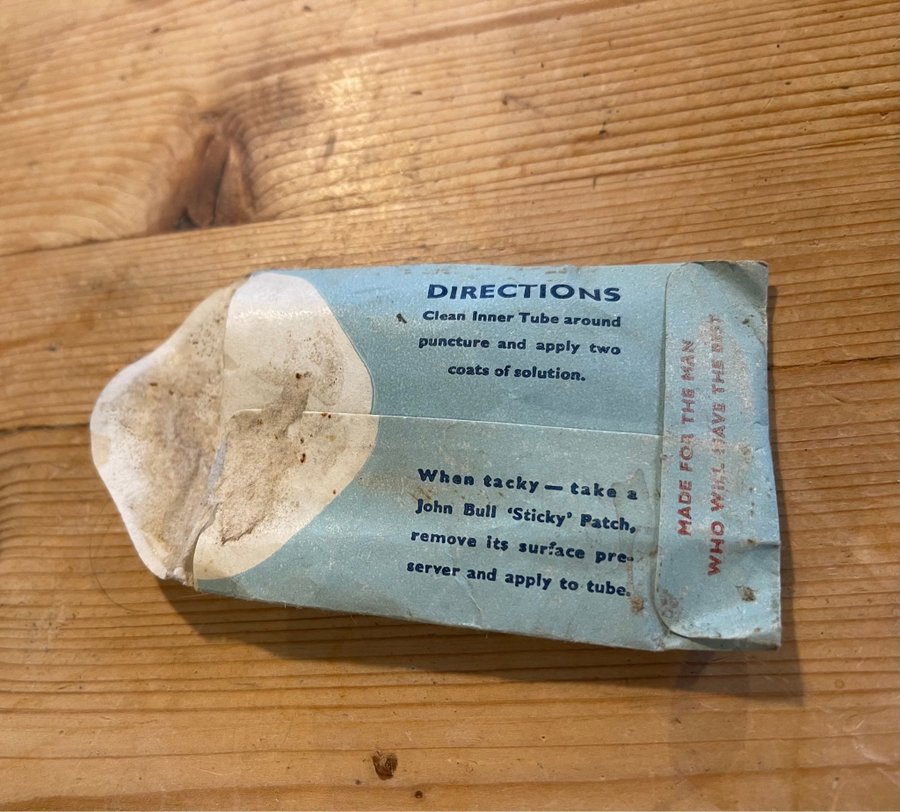 DIRECTIONS
Clean Inner Tube around
puncture and apply two
coats of solution.
When tacky — take a
John Bull ‘Sticky’ Patch,
remove its surface pre-
server and apply to tube.
MADE FOR THE MAN
WHO WILL HAVE THE BEST